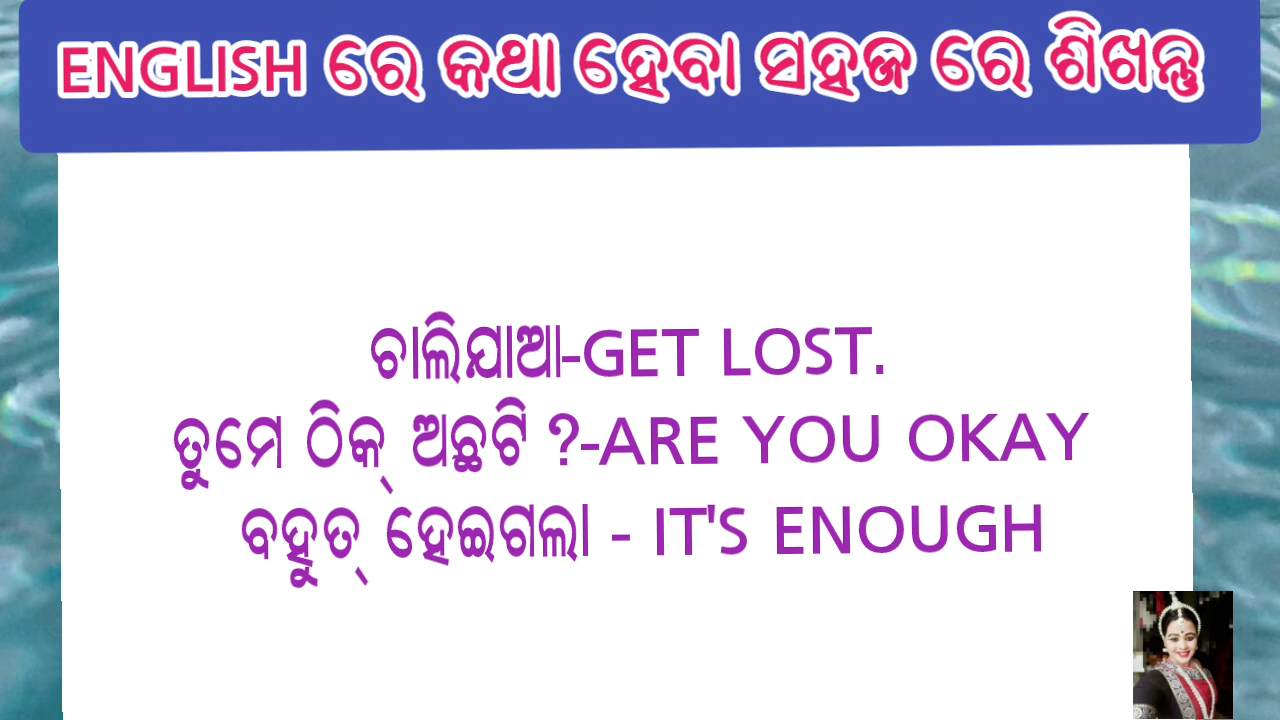 ENGLISH ରେ କଥା ହେବା ସହଜ ରେ ଶିଖନ୍ତୁ
ଚାଲିଯାଆ-GET LOST.
ତୁମେ ଠିକ୍ ଅଛଟି ?-ARE YOU OKAY
ବହୁତ୍ ହେଇଗଲା - IT'S ENOUGH